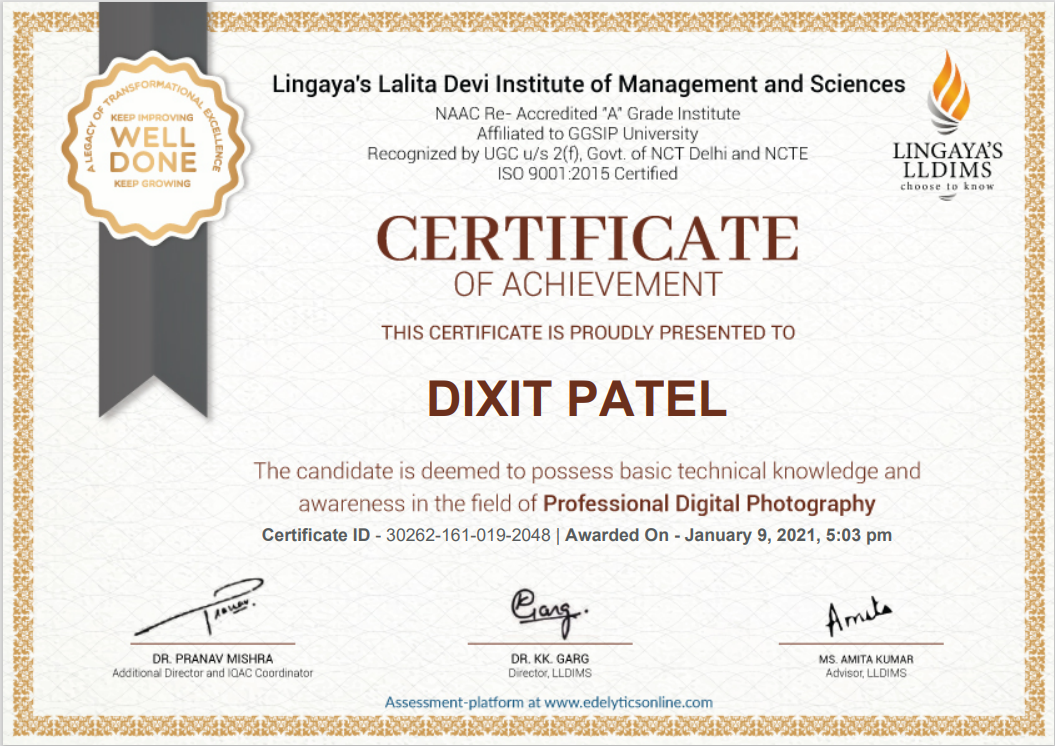 A LEGACY OF TRANSFORMATIONAL EXCELLENCE
KEEP IMPROVING
WELL
DONE
KEEP GROWING
Lingaya's Lalita Devi Institute of Management and Sciences
NAAC Re- Accredited "A" Grade Institute
Affiliated to GGSIP University
Recognized by UGC u/s 2(f), Govt. of NCT Delhi and NCTE
ISO 9001:2015 Certified
LINGAYA'S
LLDIMS
choose to know
CERTIFICATE
OF ACHIEVEMENT
THIS CERTIFICATE IS PROUDLY PRESENTED TO
DIXIT PATEL
The candidate is deemed to possess basic technical knowledge and
awareness in the field of Professional Digital Photography
Certificate ID - 30262-161-019-2048 | Awarded On - January 9, 2021, 5:03 pm
Pranav.
KGarg.
Amita
DR. PRANAV MISHRA
Additional Director and IQAC Coordinator
DR. KK. GARG
Director, LLDIMS
MS. AMITA KUMAR
Advisor, LLDIMS
Assessment-platform at www.edelyticsonline.com